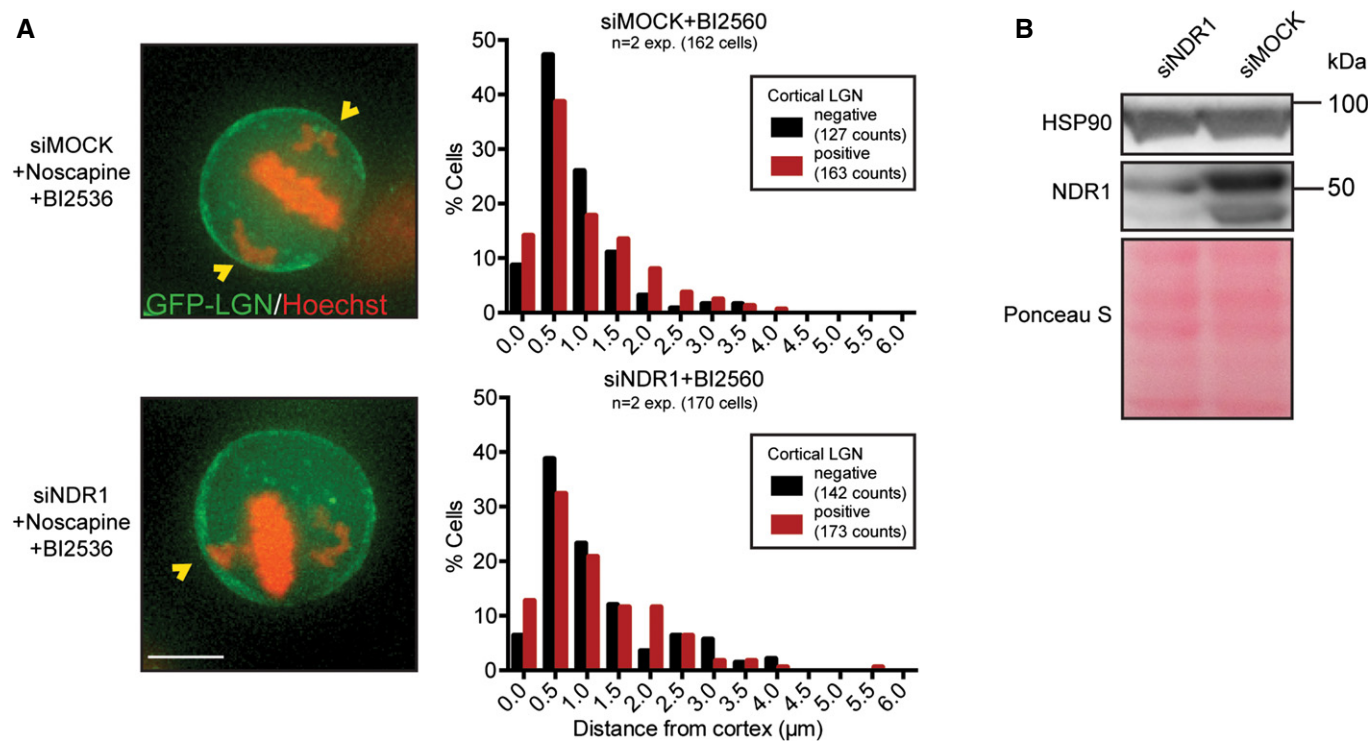 A
siMOCK
+Noscapine
+BI2536
GFP-LGN/Hoechst
siMOCK+BI2560
n=2 exp. (162 cells)
% Cells
50
40
30
20
10
0
Cortical LGN
negative
(127 counts)
positive
(163 counts)
0.0 0.5 1.0 1.5 2.0 2.5 3.0 3.5 4.0 4.5 5.0 5.5 6.0
siNDR1
+Noscapine
+BI2536
siNDR1+BI2560
n=2 exp. (170 cells)
% Cells
50
40
30
20
10
0
Cortical LGN
negative
(142 counts)
positive
(173 counts)
0.0 0.5 1.0 1.5 2.0 2.5 3.0 3.5 4.0 4.5 5.0 5.5 6.0
Distance from cortex (µm)
B
siNDR1 siMOCK kDa
HSP90 100
NDR1 50
Ponceau S